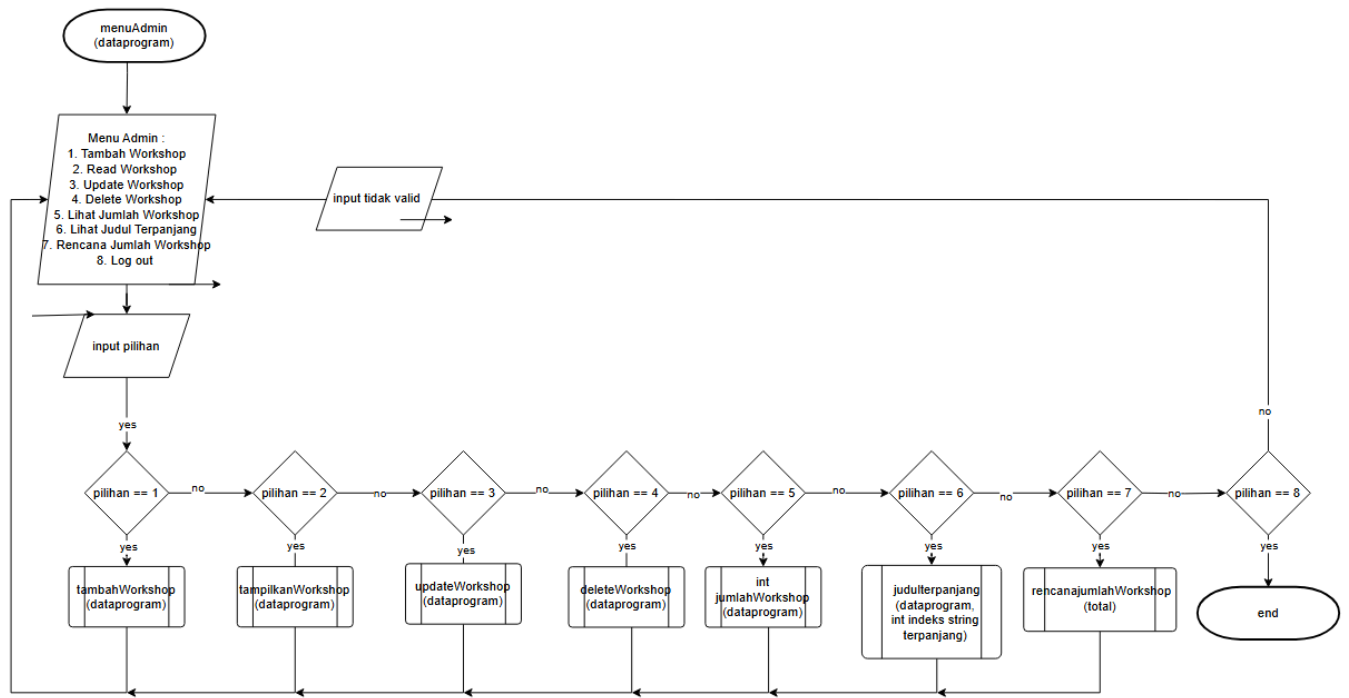 menuAdmin
(dataprogram)
Menu Admin :
1. Tambah Workshop
2. Read Workshop
3. Update Workshop
4. Delete Workshop
5. Lihat Jumlah Workshop
6. Lihat Judul Terpanjang
7. Rencana Jumlah Workshop
8. Log out
input tidak valid
input pilihan
yes
no
pilihan == 1
no
pilihan == 2
no
pilihan == 3
no
pilihan == 4
no
pilihan == 5
no
pilihan == 6
no
pilihan == 7
no
pilihan == 8
yes
yes
yes
yes
yes
yes
yes
yes
tambahWorkshop
(dataprogram)
tampilkanWorkshop
(dataprogram)
updateWorkshop
(dataprogram)
deleteWorkshop
(dataprogram)
int
jumlahWorkshop
(dataprogram)
judulterpanjang
(dataprogram,
int indeks string
terpanjang)
rencanajumlahWorkshop
(total)
end